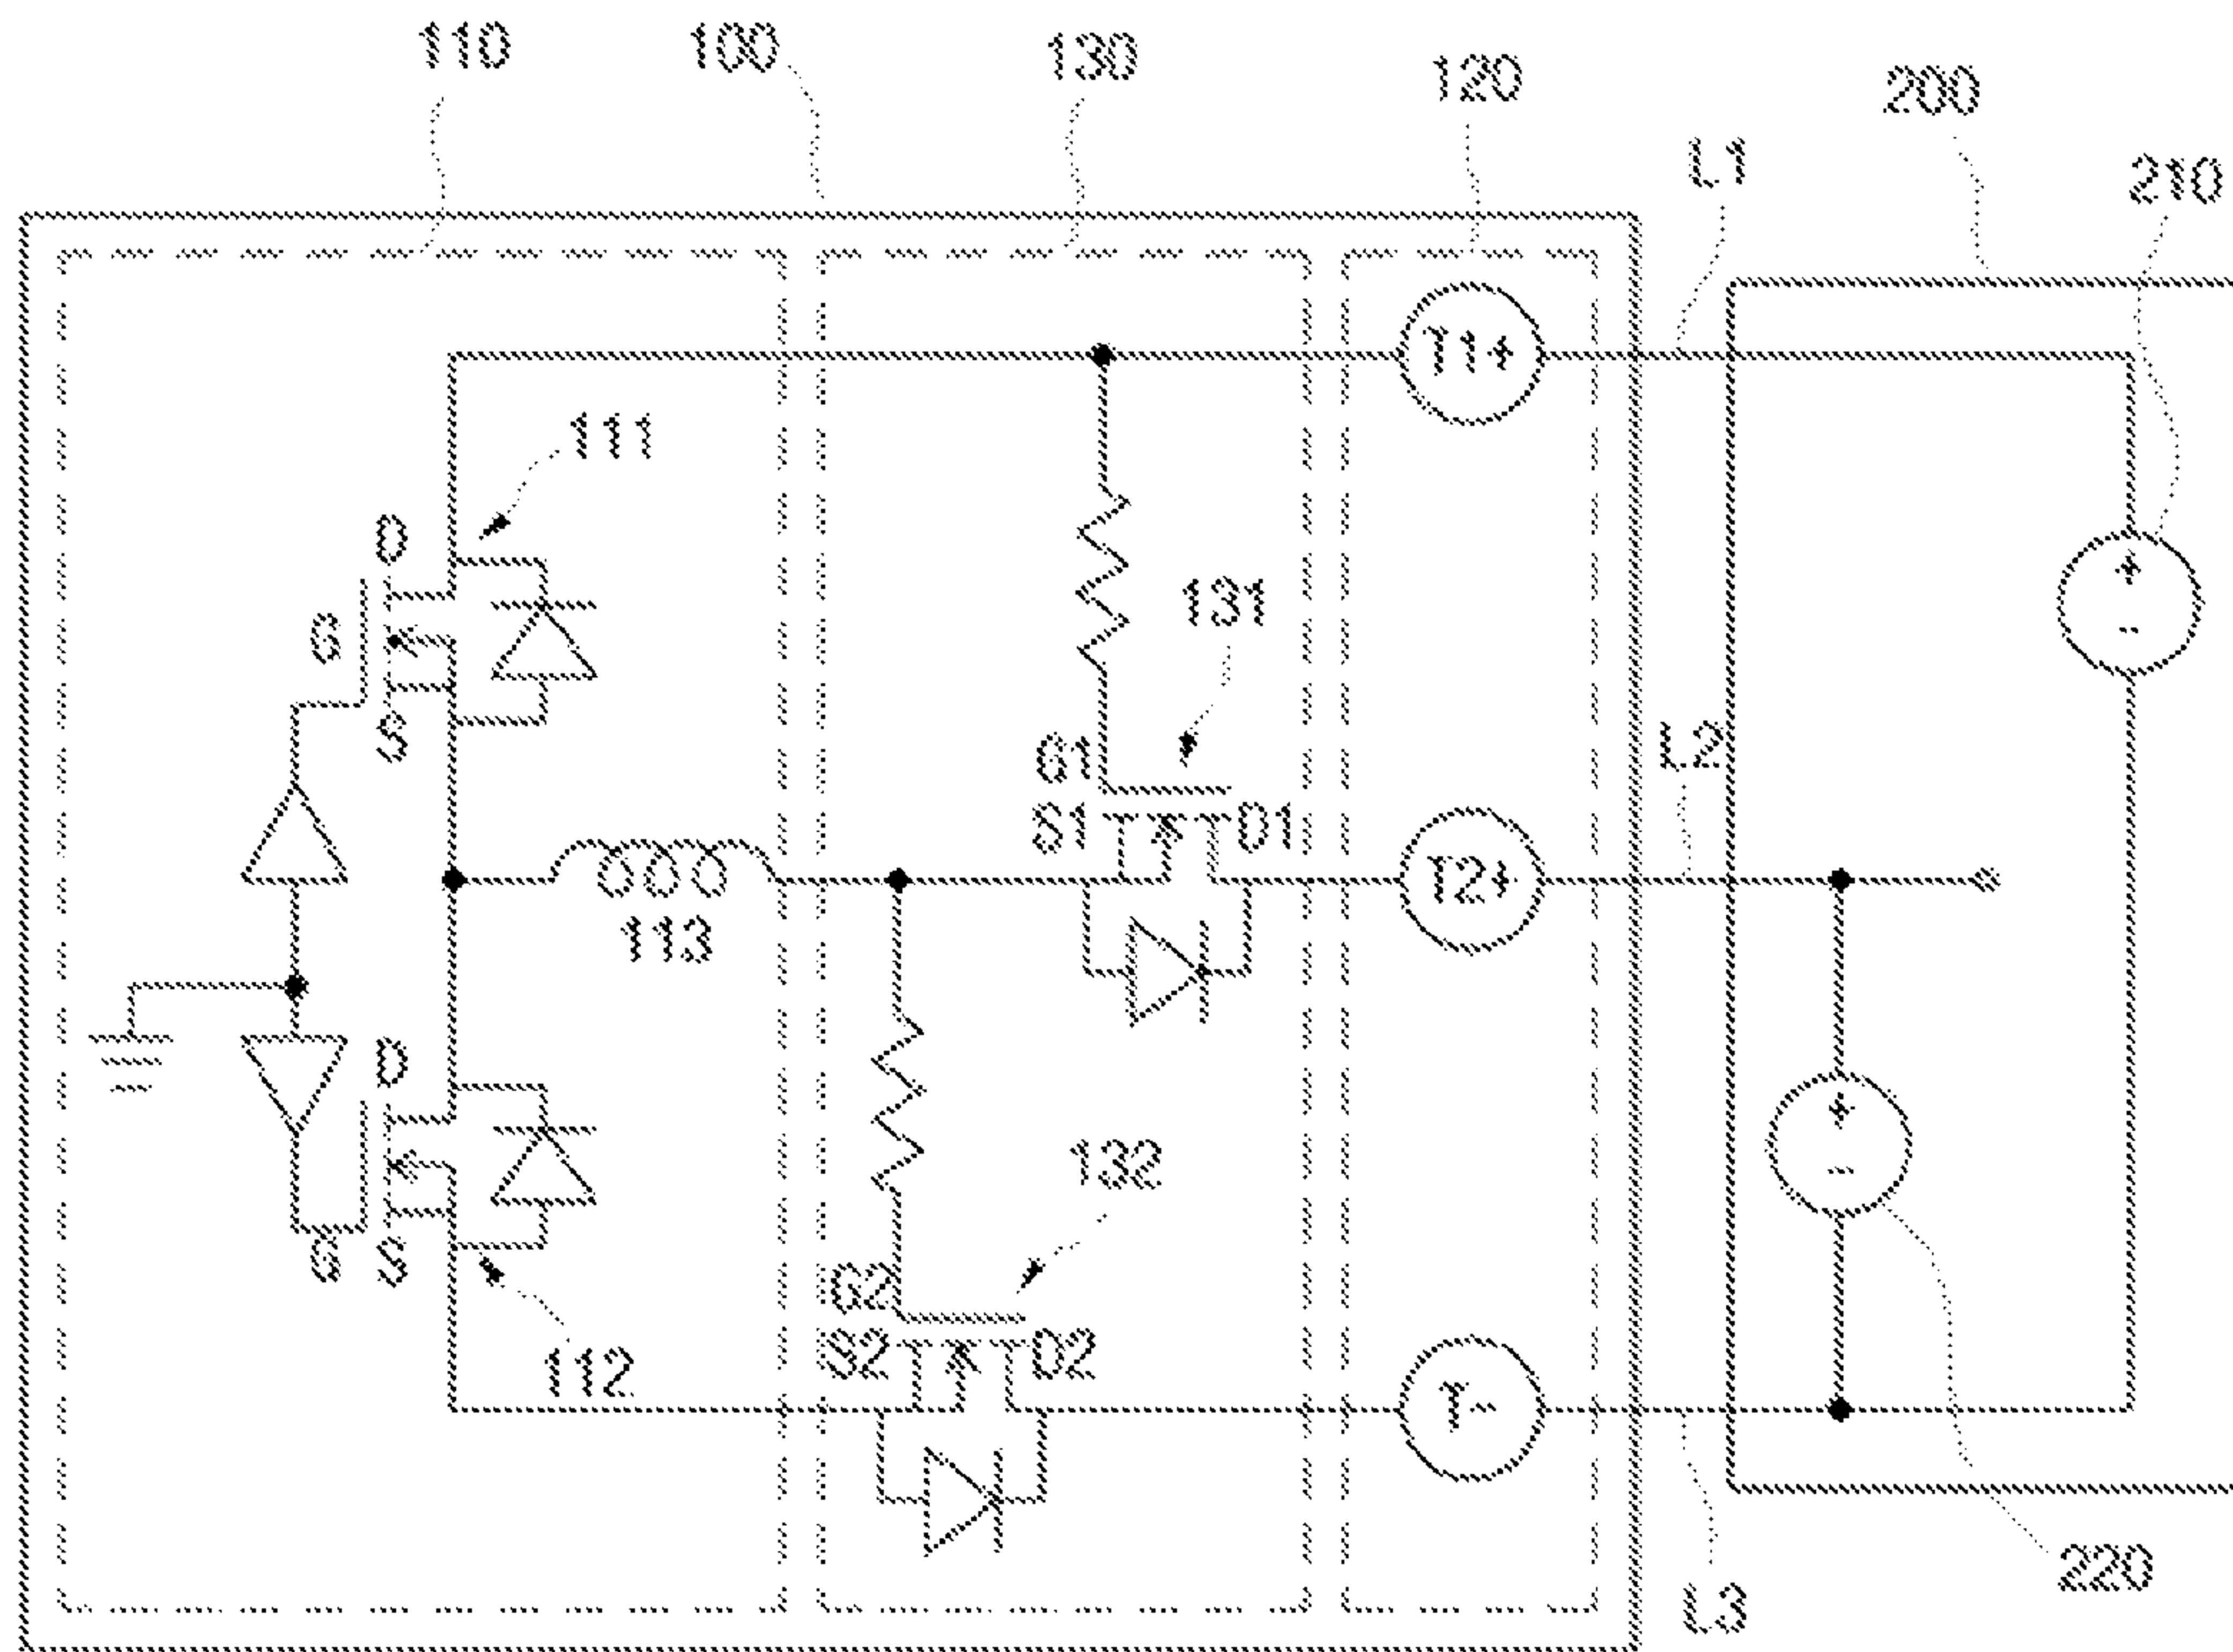 110
100
130
120
200
L1
210
T1+
111
D
G
S
131
G1
S1
D1
L2
T2+
113
+
-
D
G
S
132
G2
S2
D2
112
+
-
T-
L3
220